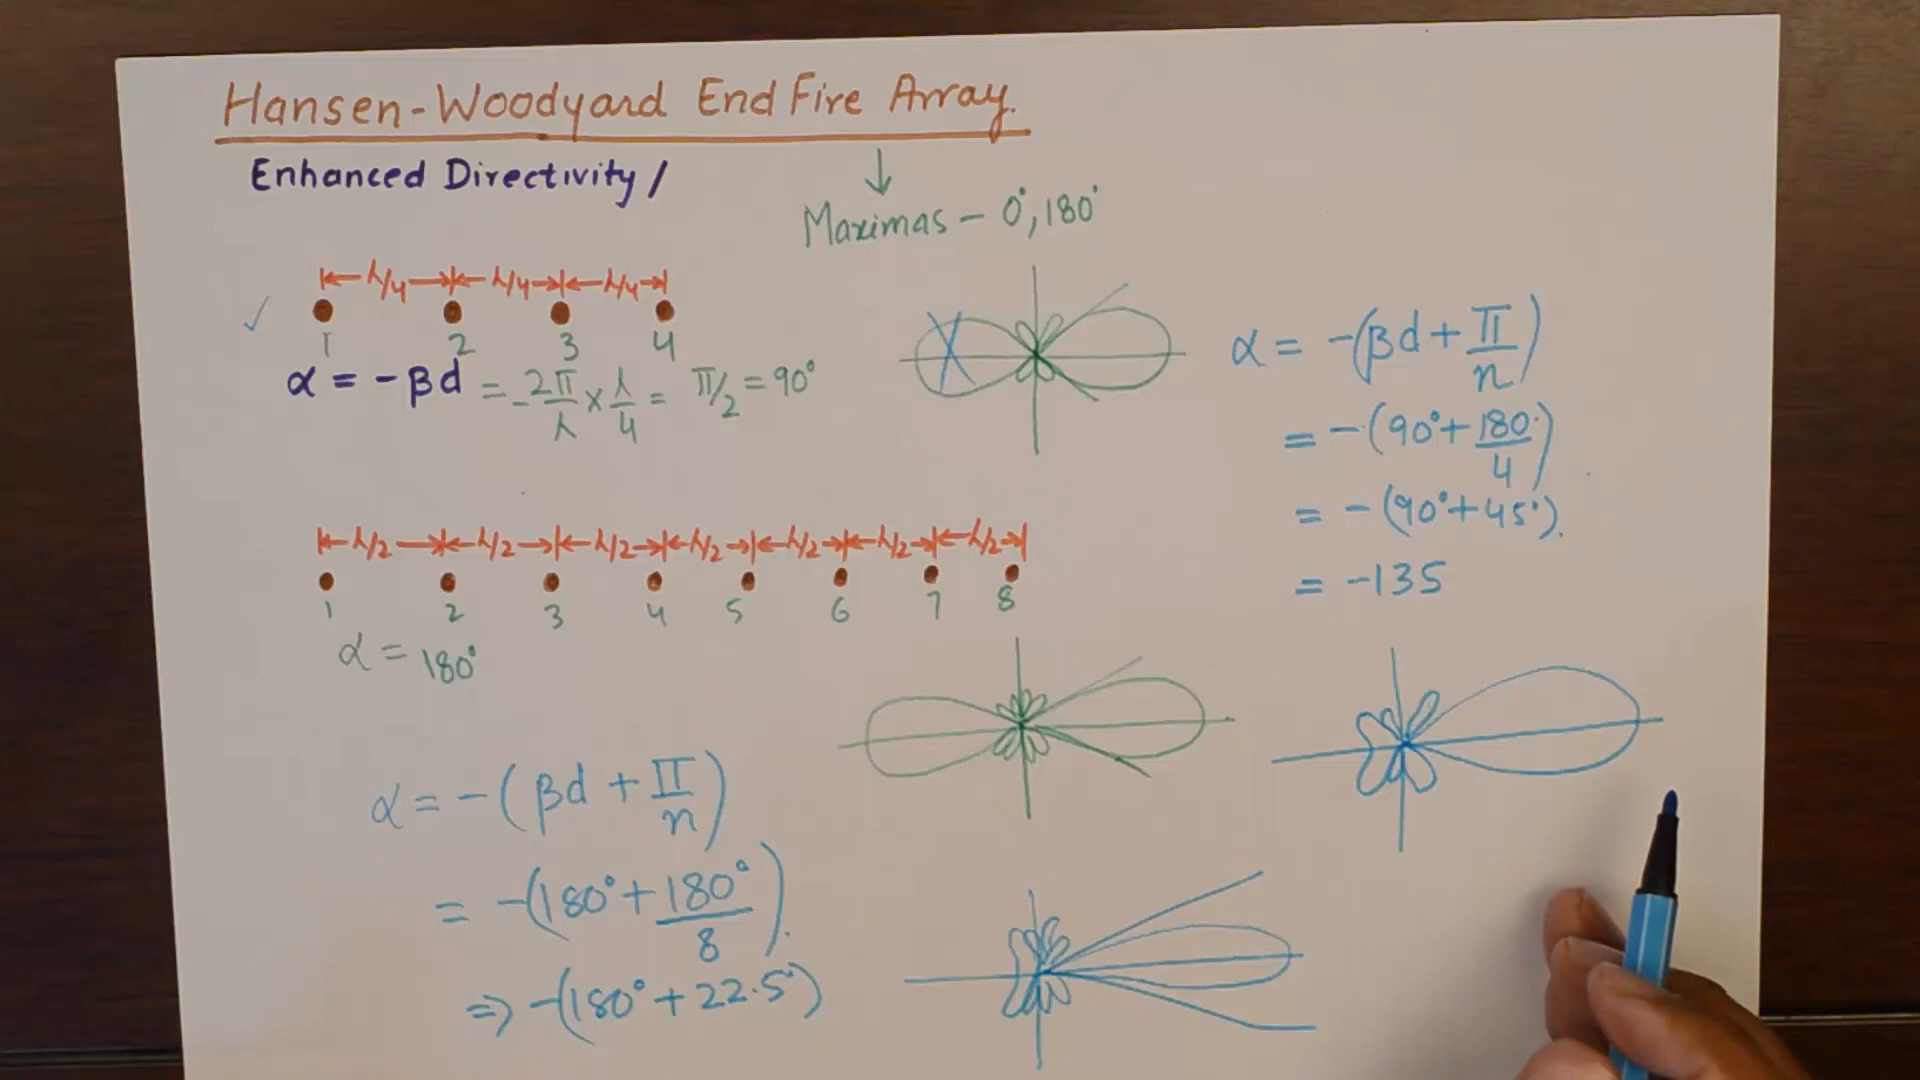 Hansen-Woodyard End Fire Array.
Enhanced Directivity /
↓
Maximas - 0°, 180°
λ/4 λ/4 λ/4
1 2 3 4
α = -βd = -2π/λ × λ/4 = π/2 = 90°
α = -(βd + π/n)
= -(90° + 180/4)
= -(90° + 45°).
= -135
λ/2 λ/2 λ/2 λ/2 λ/2 λ/2 λ/2
1 2 3 4 5 6 7 8
α = 180°
α = -(βd + π/n)
= -(180° + 180°/8).
⇒ -(180° + 22.5°)